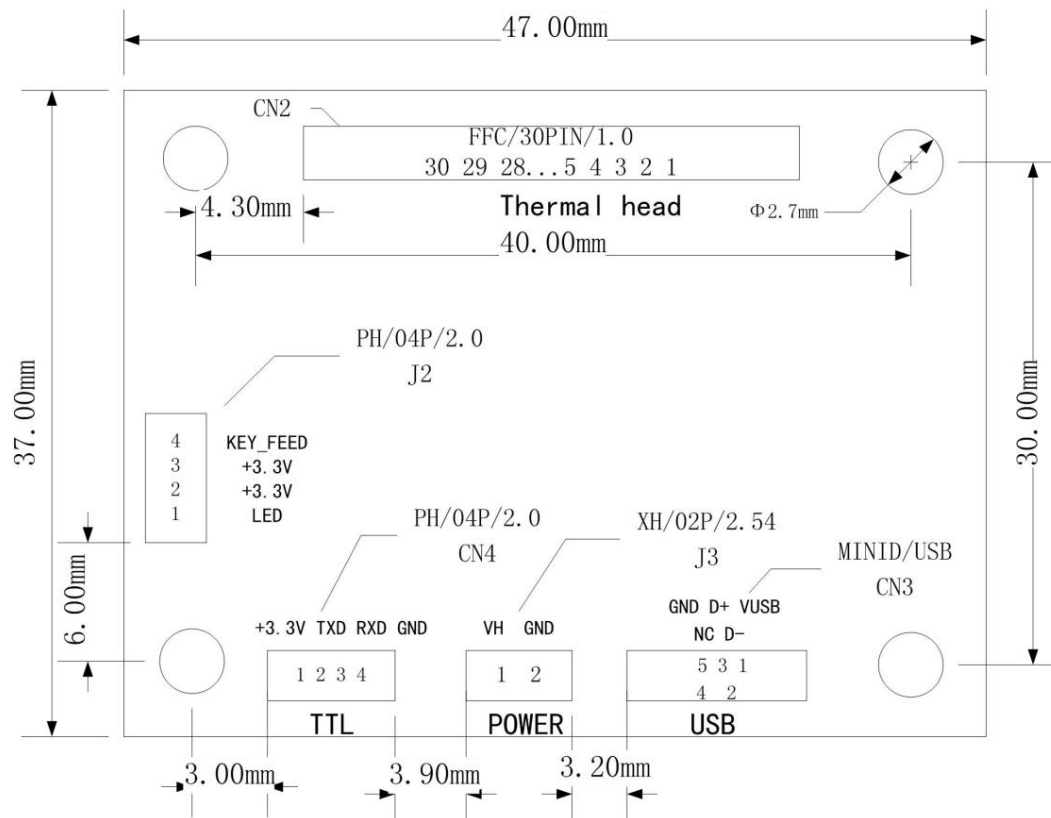 47.00mm
CN2
FFC/30PIN/1.0
30 29 28...5 4 3 2 1
4.30mm
Thermal head
Φ2.7mm
40.00mm
PH/04P/2.0
J2
37.00mm
30.00mm
4 KEY_FEED
3 +3.3V
2 +3.3V
1 LED
PH/04P/2.0
CN4
XH/02P/2.54
J3
MINID/USB
CN3
6.00mm
GND D+ VUSB
+3.3V TXD RXD GND
VH GND
NC D-
1 2 3 4
1 2
5 3 1
4 2
TTL
POWER
USB
3.00mm
3.90mm
3.20mm